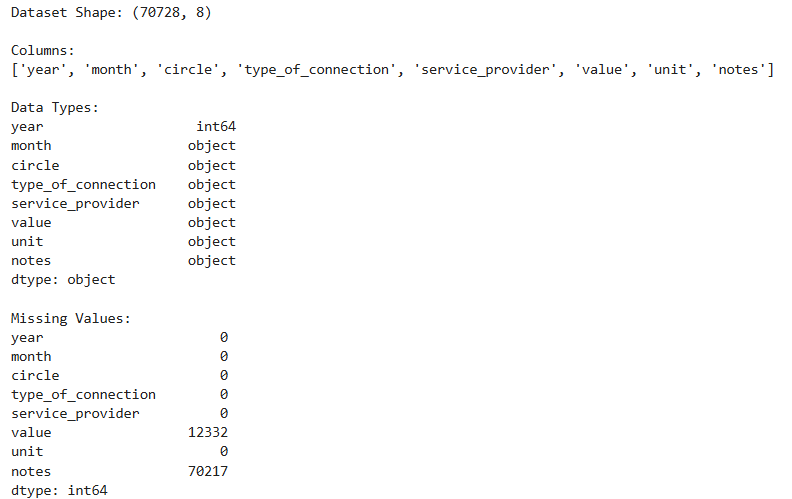 Dataset Shape: (70728, 8)
Columns:
['year', 'month', 'circle', 'type_of_connection', 'service_provider', 'value', 'unit', 'notes']
Data Types:
year int64
month object
circle object
type_of_connection object
service_provider object
value object
unit object
notes object
dtype: object
Missing Values:
year 0
month 0
circle 0
type_of_connection 0
service_provider 0
value 12332
unit 0
notes 70217
dtype: int64